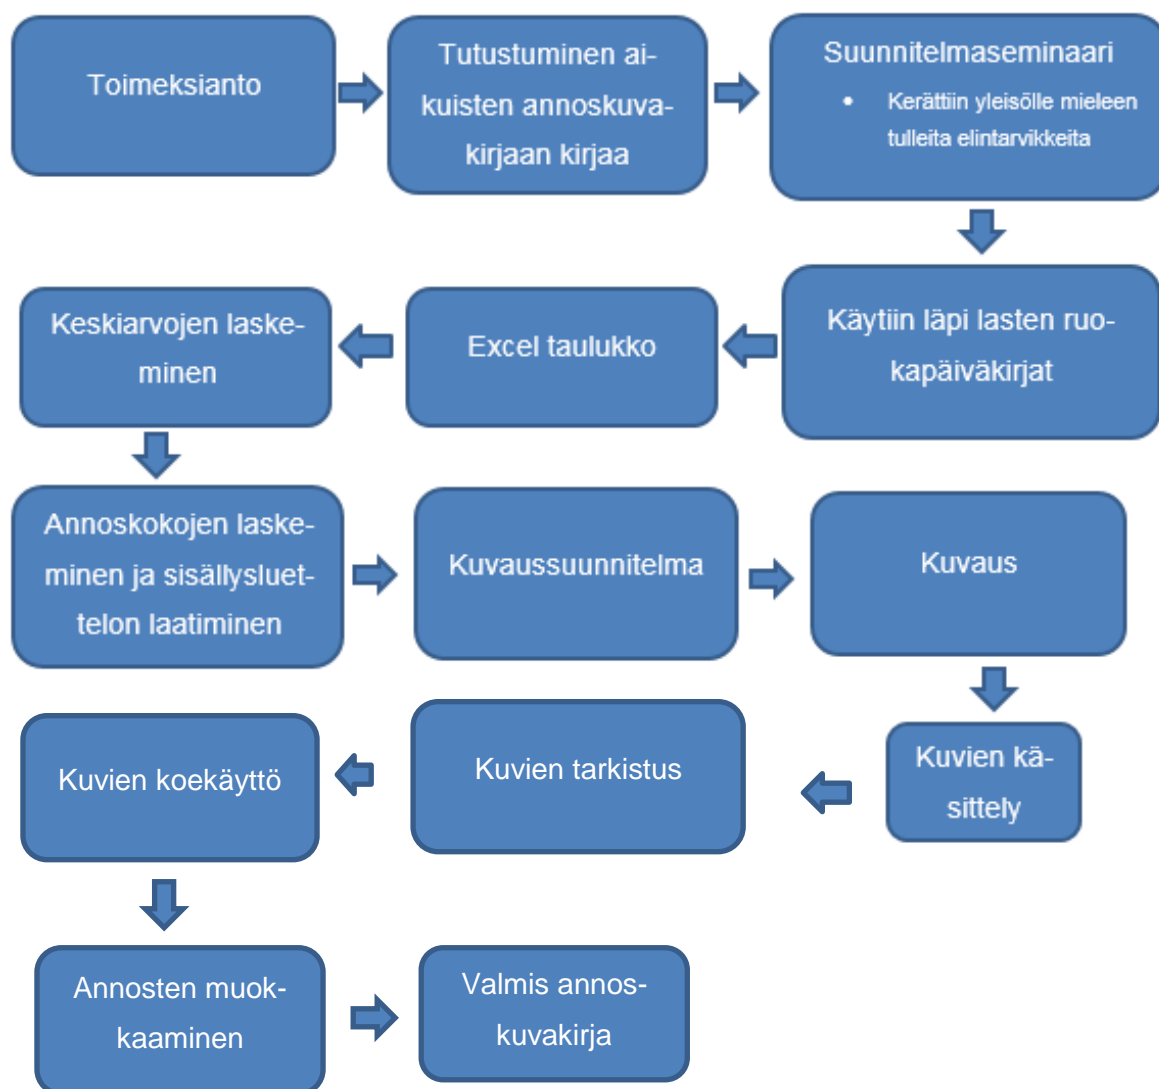 Toimeksianto
Tutustuminen ai-
kuisten annoskuva-
kirjaan kirjaa
Suunnitelmaseminaari
• Kerättiin yleisölle mieleen
tulleita elintarvikkeita
Käytiin läpi lasten ruo-
kapäiväkirjat
Excel taulukko
Keskiarvojen laske-
minen
Annoskokojen laske-
minen ja sisällysluet-
telon laatiminen
Kuvaussuunnitelma
Kuvaus
Kuvien kä-
sittely
Kuvien tarkistus
Kuvien koekäyttö
Annosten muok-
kaaminen
Valmis annos-
kuvakirja